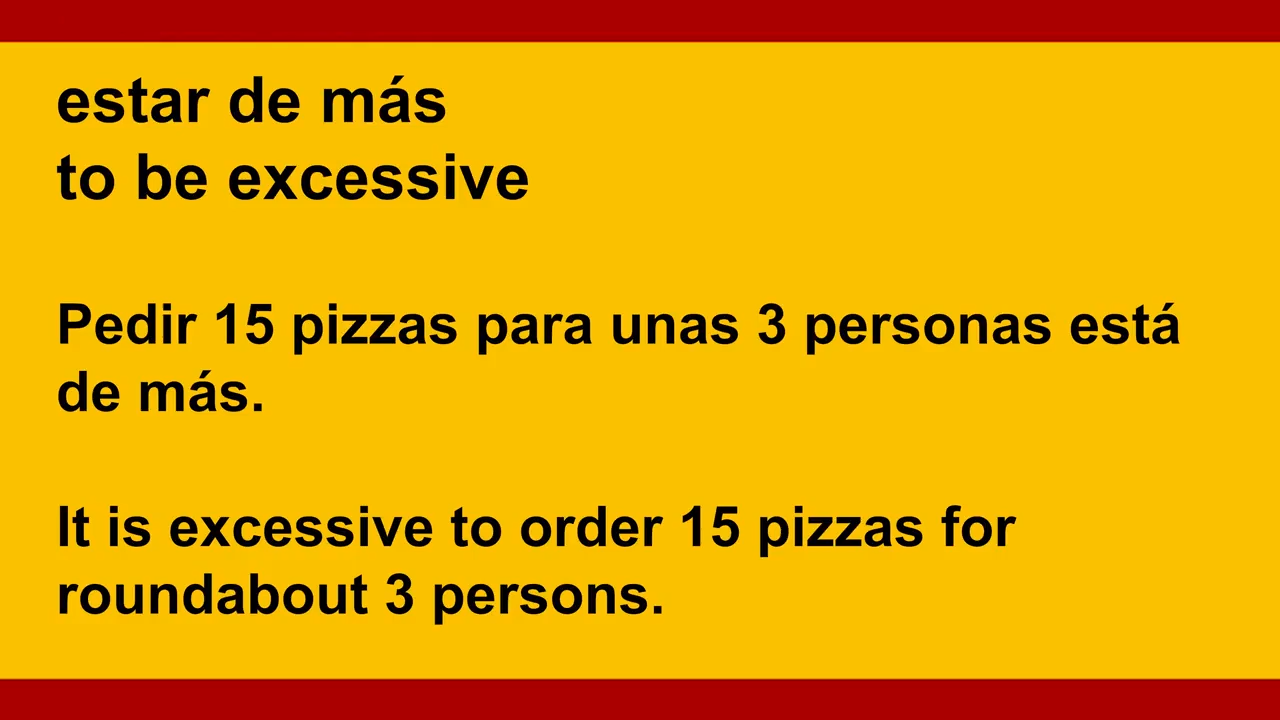 estar de más
to be excessive
Pedir 15 pizzas para unas 3 personas está
de más.
It is excessive to order 15 pizzas for
roundabout 3 persons.